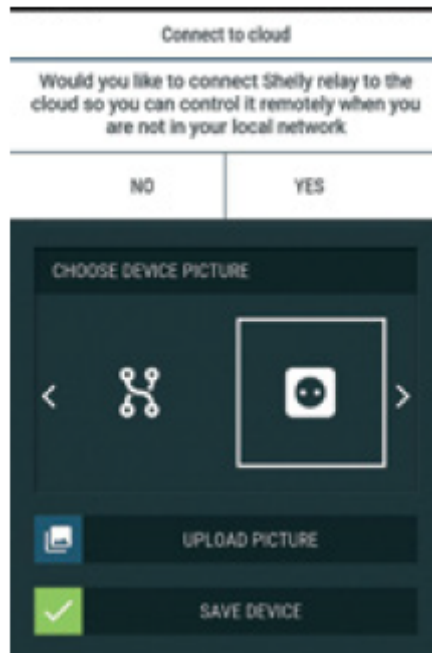 Connect to cloud
Would you like to connect Shelly relay to the
cloud so you can control it remotely when you
are not in your local network
NO
YES
CHOOSE DEVICE PICTURE
UPLOAD PICTURE
SAVE DEVICE